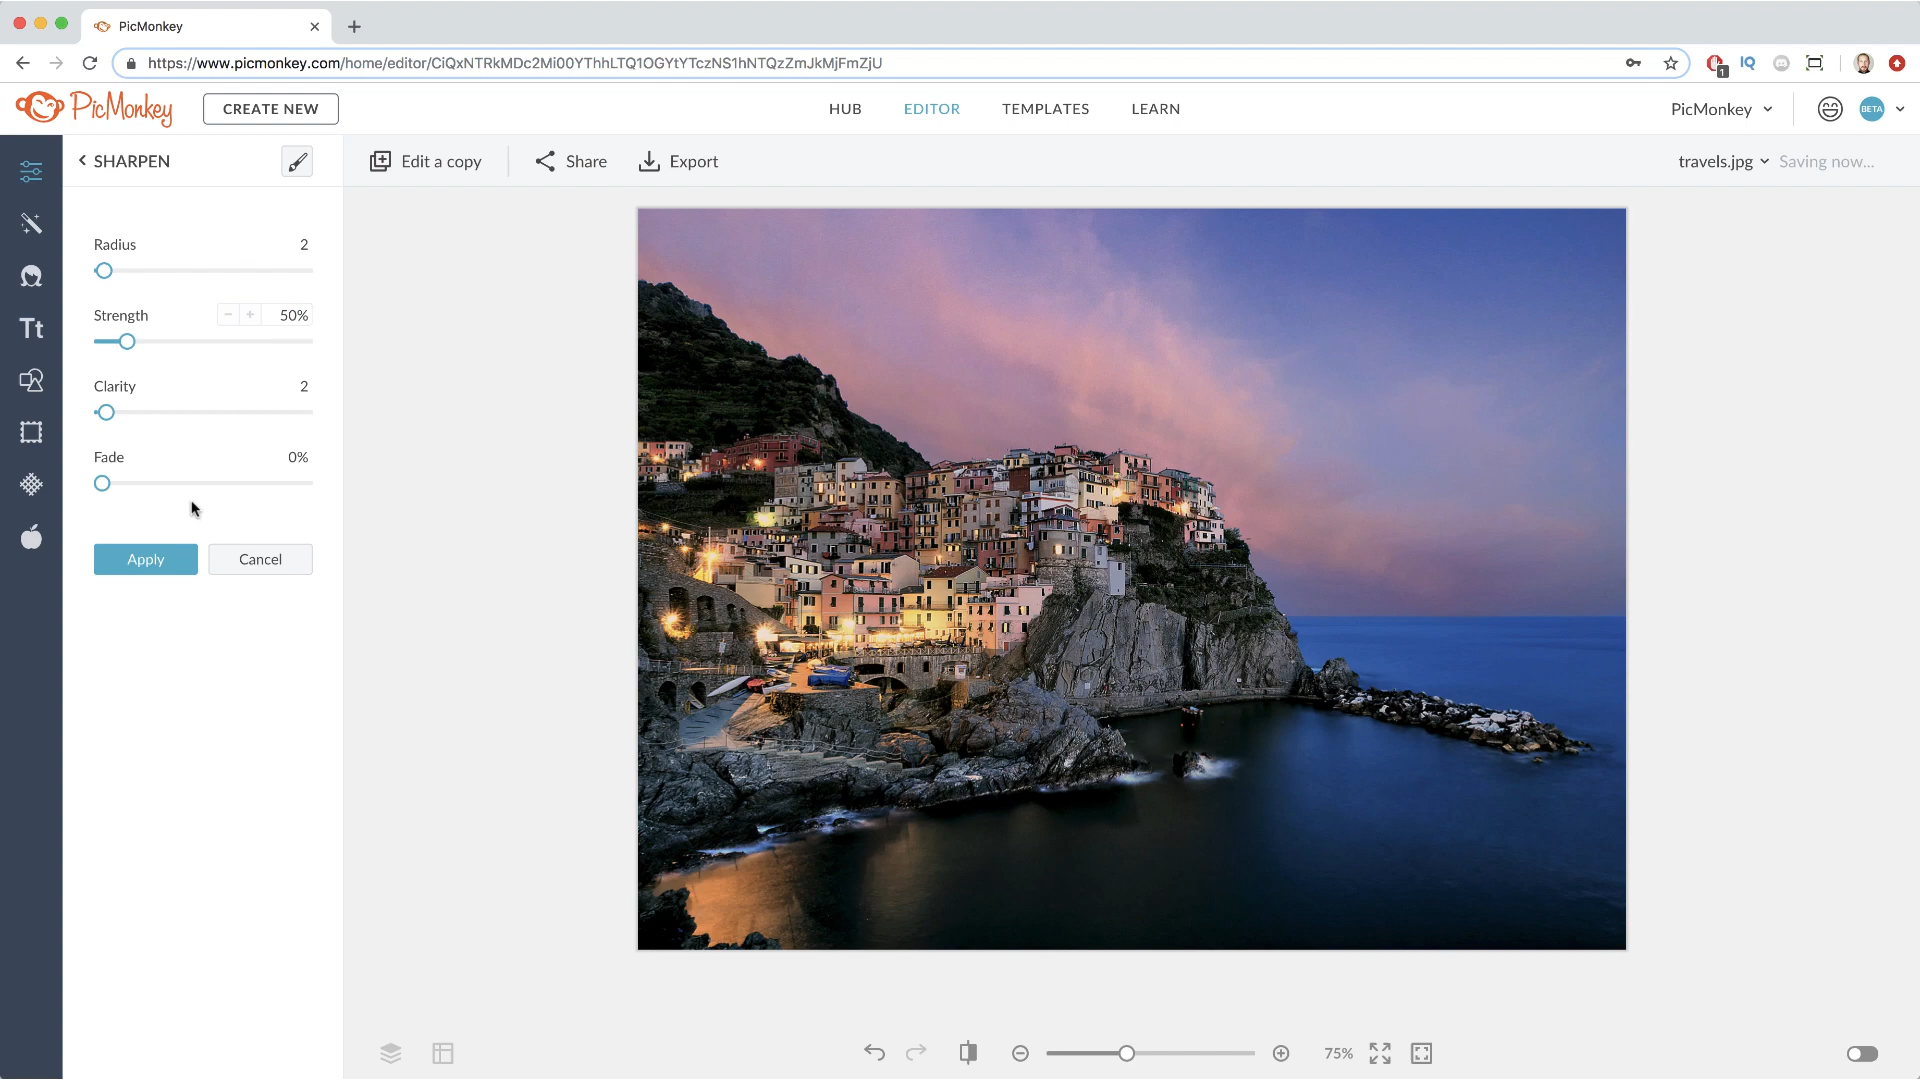 PicMonkey
https://www.picmonkey.com/home/editor/CiQxNTRkMDc2Mi00YThhLTQ1OGYtYTczNS1hNTQzZmJkMjFmZjU
1
IQ
PicMonkey
CREATE NEW
HUB
EDITOR
TEMPLATES
LEARN
PicMonkey
BETA
SHARPEN
Edit a copy
Share
Export
travels.jpg
Saving now...
Tt
Radius 2
Strength - + 50%
Clarity 2
Fade 0%
Apply
Cancel
75%